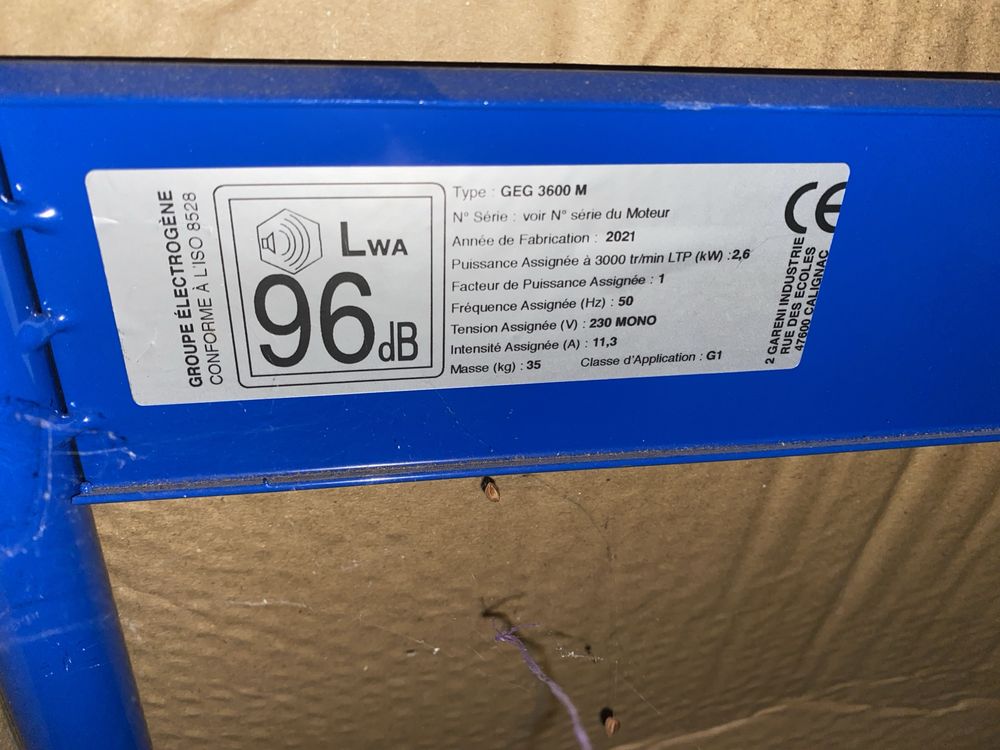 GROUPE ÉLECTROGÈNE
CONFORME À L'ISO 8528
LWA
96dB
Type : GEG 3600 M
N° Série : voir N° série du Moteur
Année de Fabrication : 2021
Puissance Assignée à 3000 tr/min LTP (kW) :2,6
Facteur de Puissance Assignée : 1
Fréquence Assignée (Hz) : 50
Tension Assignée (V) : 230 MONO
Intensité Assignée (A) : 11,3
Masse (kg) : 35 Classe d'Application : G1
CE
2 GARENI INDUSTRIE
RUE DES ECOLES
47600 CALIGNAC